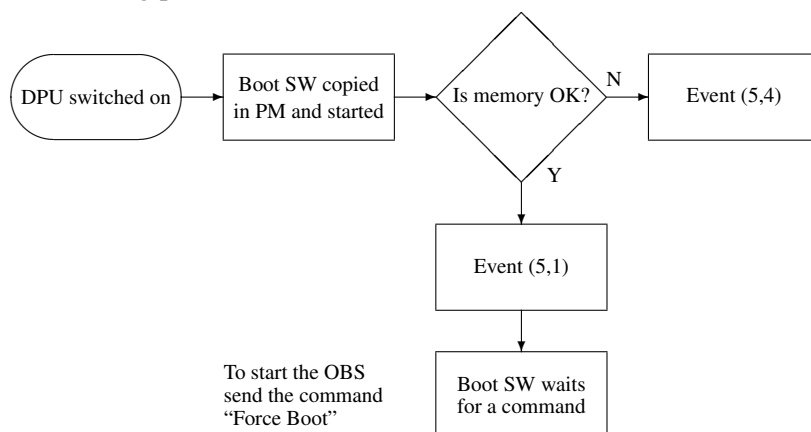 DPU switched on
Boot SW copied
in PM and started
Is memory OK?
N
Event (5,4)
Y
Event (5,1)
To start the OBS
send the command
“Force Boot”
Boot SW waits
for a command